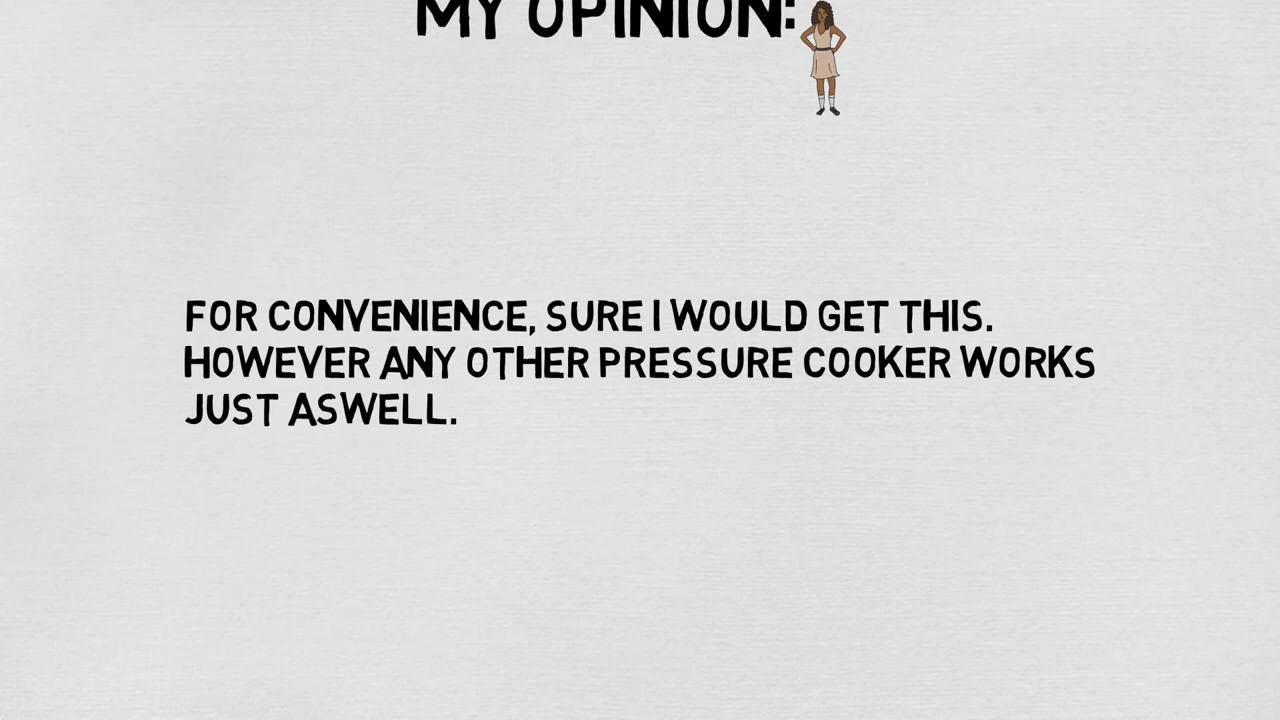 MY OPINION:
FOR CONVENIENCE, SURE I WOULD GET THIS.
HOWEVER ANY OTHER PRESSURE COOKER WORKS
JUST ASWELL.